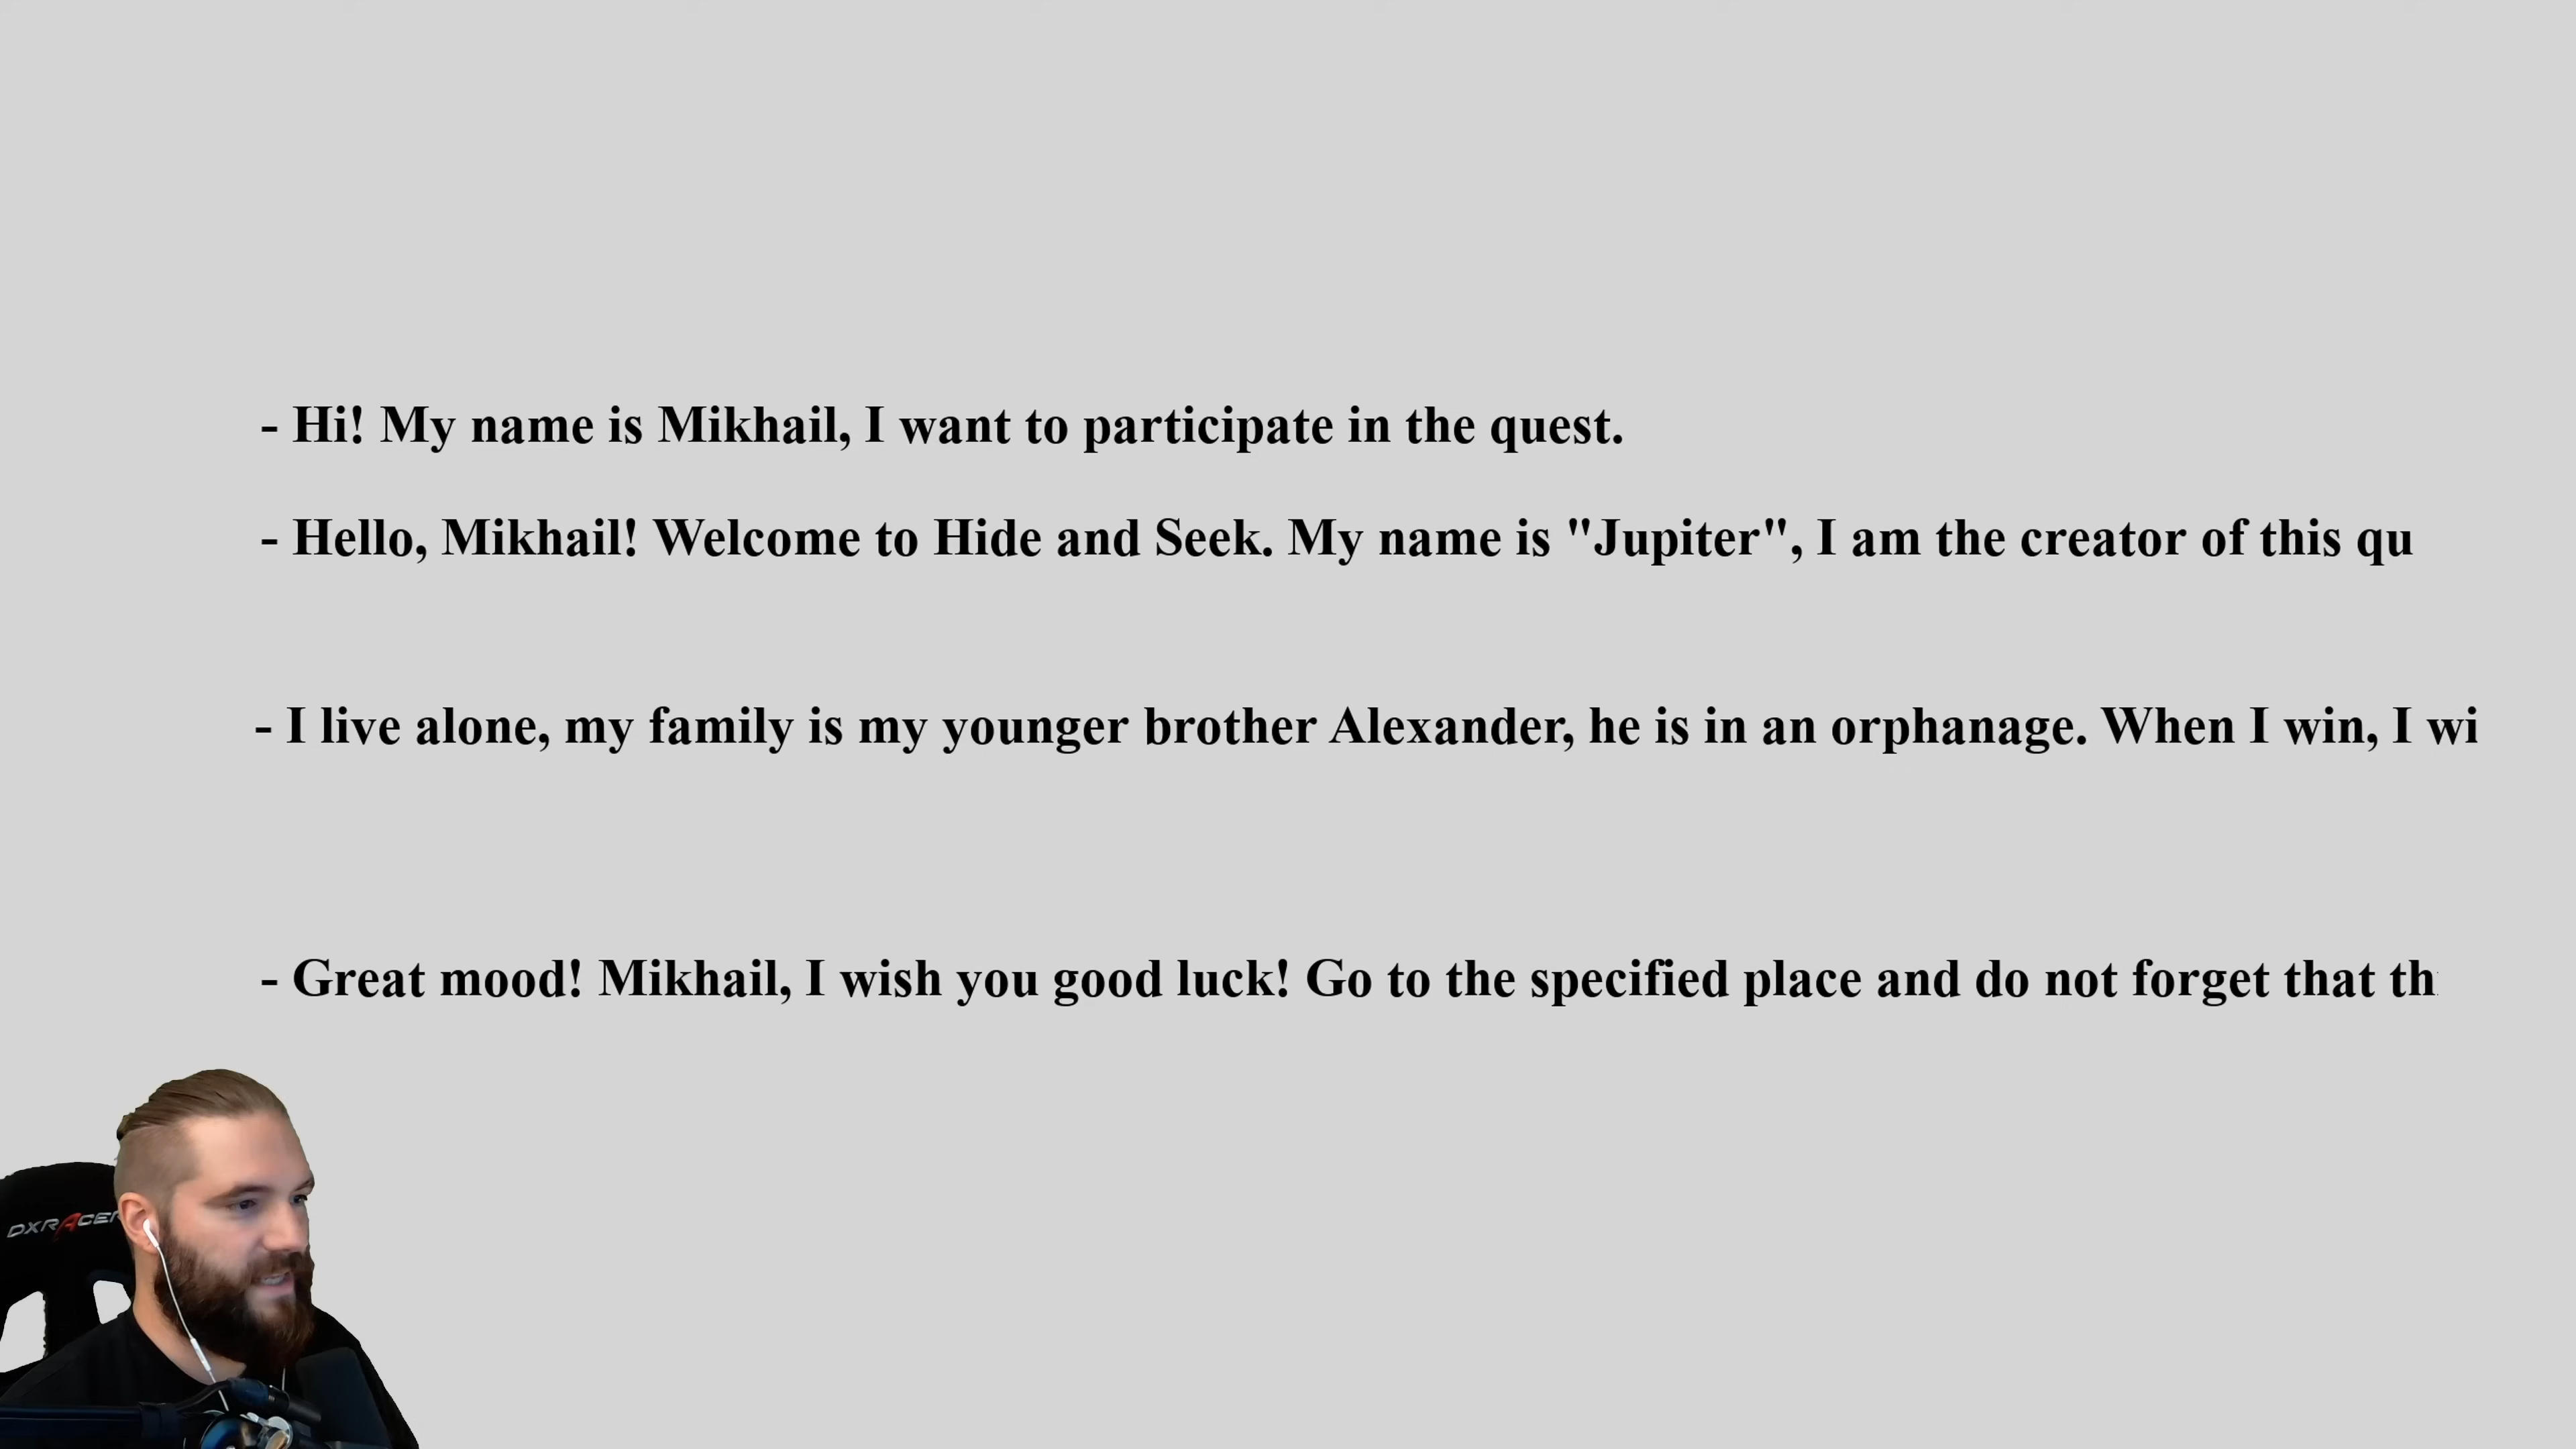 - Hi! My name is Mikhail, I want to participate in the quest.
- Hello, Mikhail! Welcome to Hide and Seek. My name is "Jupiter", I am the creator of this qu
- I live alone, my family is my younger brother Alexander, he is in an orphanage. When I win, I wi
- Great mood! Mikhail, I wish you good luck! Go to the specified place and do not forget that th
DXRACER